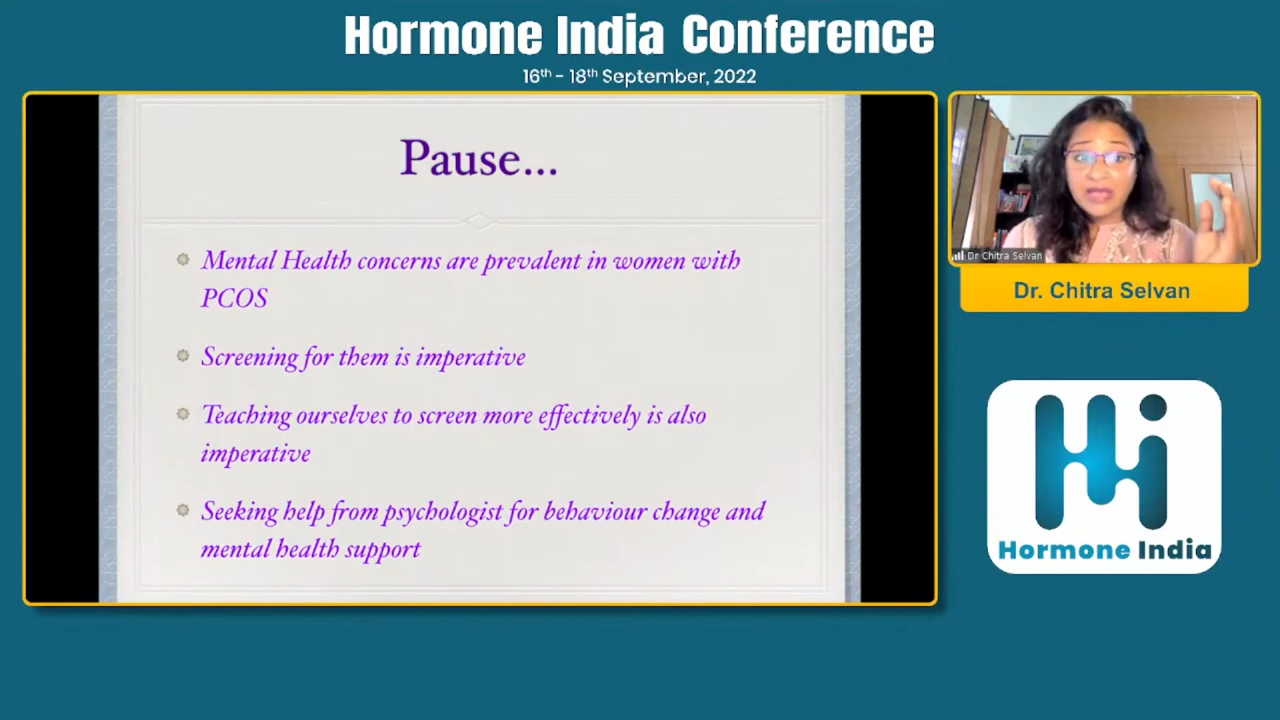 Hormone India Conference
16th - 18th September, 2022
Pause...
Mental Health concerns are prevalent in women with
PCOS
Screening for them is imperative
Teaching ourselves to screen more effectively is also
imperative
Seeking help from psychologist for behaviour change and
mental health support
Dr Chitra Selvan
Dr. Chitra Selvan
Hi
Hormone India